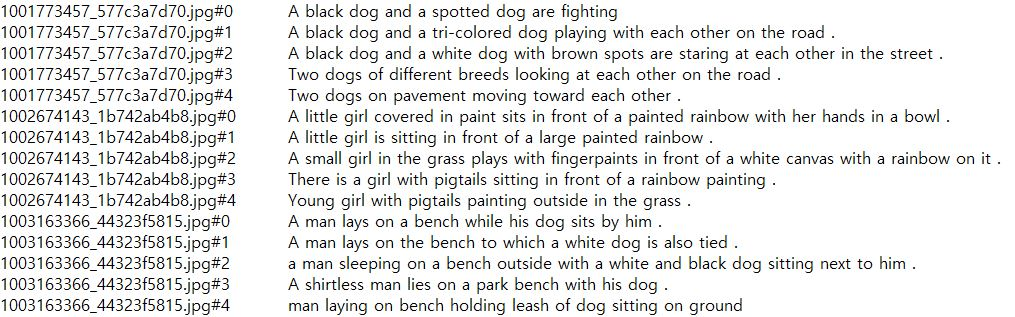 1001773457_577c3a7d70.jpg#0 A black dog and a spotted dog are fighting
1001773457_577c3a7d70.jpg#1 A black dog and a tri-colored dog playing with each other on the road .
1001773457_577c3a7d70.jpg#2 A black dog and a white dog with brown spots are staring at each other in the street .
1001773457_577c3a7d70.jpg#3 Two dogs of different breeds looking at each other on the road .
1001773457_577c3a7d70.jpg#4 Two dogs on pavement moving toward each other .
1002674143_1b742ab4b8.jpg#0 A little girl covered in paint sits in front of a painted rainbow with her hands in a bowl .
1002674143_1b742ab4b8.jpg#1 A little girl is sitting in front of a large painted rainbow .
1002674143_1b742ab4b8.jpg#2 A small girl in the grass plays with fingerpaints in front of a white canvas with a rainbow on it .
1002674143_1b742ab4b8.jpg#3 There is a girl with pigtails sitting in front of a rainbow painting .
1002674143_1b742ab4b8.jpg#4 Young girl with pigtails painting outside in the grass .
1003163366_44323f5815.jpg#0 A man lays on a bench while his dog sits by him .
1003163366_44323f5815.jpg#1 A man lays on the bench to which a white dog is also tied .
1003163366_44323f5815.jpg#2 a man sleeping on a bench outside with a white and black dog sitting next to him .
1003163366_44323f5815.jpg#3 A shirtless man lies on a park bench with his dog .
1003163366_44323f5815.jpg#4 man laying on bench holding leash of dog sitting on ground